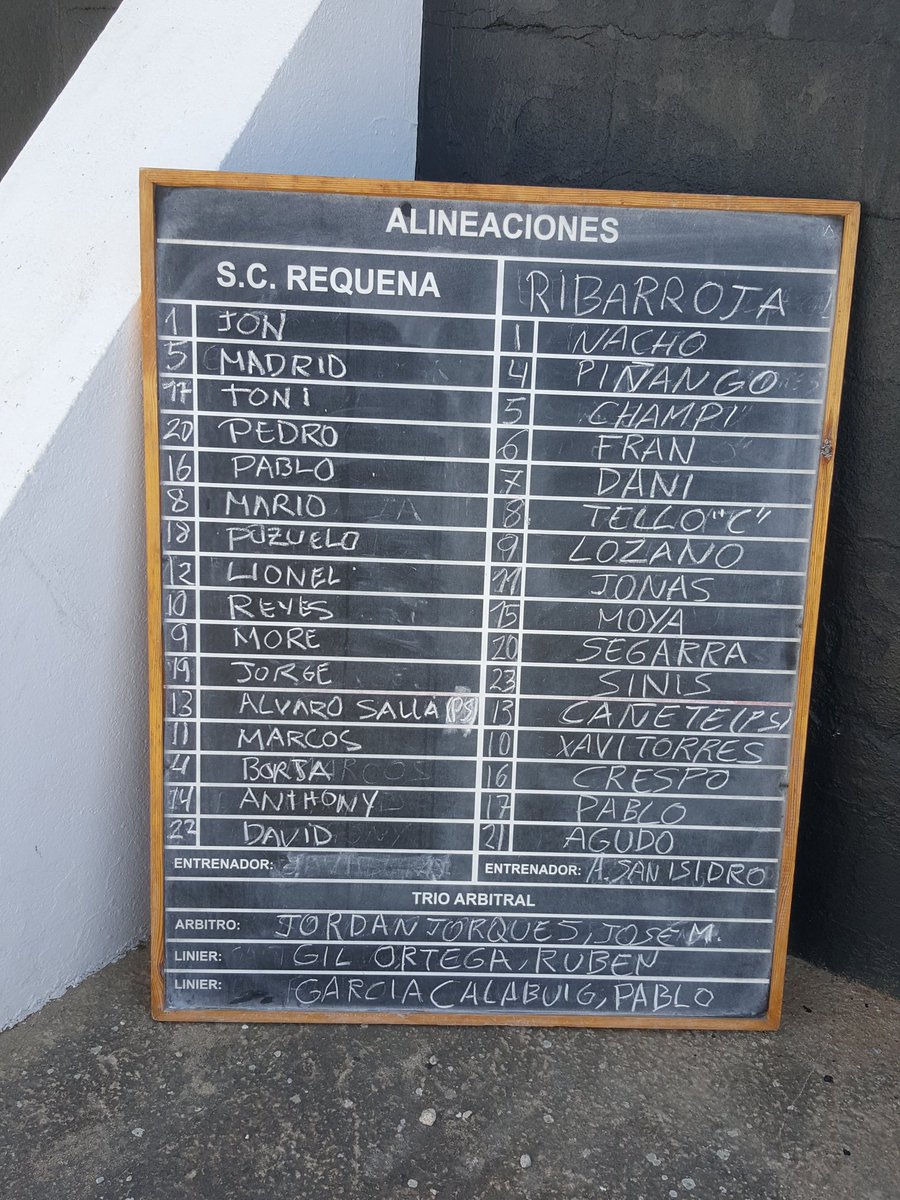 ALINEACIONES
S.C. REQUENA RIBARROJA
1 JON 1 NACHO
5 MADRID 4 PIÑANGO
17 TONI 5 CHAMPI
20 PEDRO 6 FRAN
16 PABLO 7 DANI
8 MARIO 8 TELLO "C"
18 POZUELO 9 LOZANO
12 LIONEL 11 JONAS
10 REYES 15 MOYA
9 MORE 20 SEGARRA
19 JORGE 23 SINIS
13 ALVARO SALLA (PS) 13 CAÑETE (PS)
11 MARCOS 10 XAVI TORRES
4 BORJA 16 CRESPO
14 ANTHONY 17 PABLO
22 DAVID 21 AGUDO
ENTRENADOR: ENTRENADOR: A. SAN ISIDRO
TRIO ARBITRAL
ARBITRO: JORDAN JORQUES, JOSE M.
LINIER: GIL ORTEGA, RUBEN
LINIER: GARCIA CALABUIG, PABLO